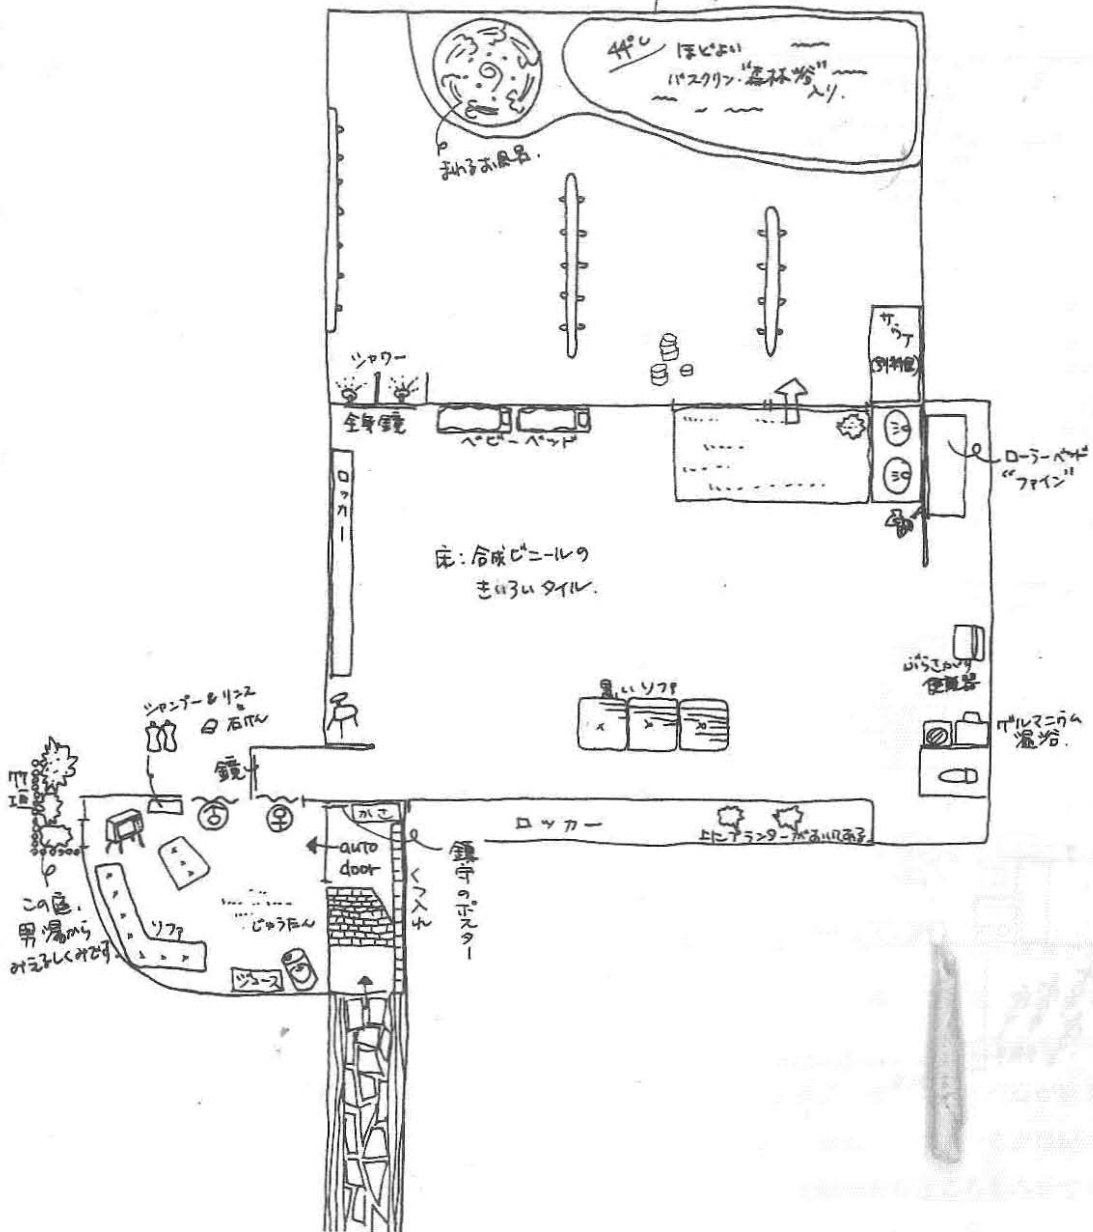 44°C
ほどよい
バスクリン・"森林浴"
入り.
まわるお風呂.
サウナ
(別料金)
シャワー
全身鏡
ベビーベッド
ローラーベッド
"ファイン"
ロッカー
床：合成ビニールの
きいろいタイル.
ぶらさがり
黒いソファ
ゲルマニウム
温浴.
シャンプー&リンス
&石けん
鏡
かさ
ロッカー
上にプランターがおいてある.
auto
door
くつ入れ
鎮守のポスター
この庭.
男湯から
みえるしくみです.
ソファ
じゅうたん
ジュース